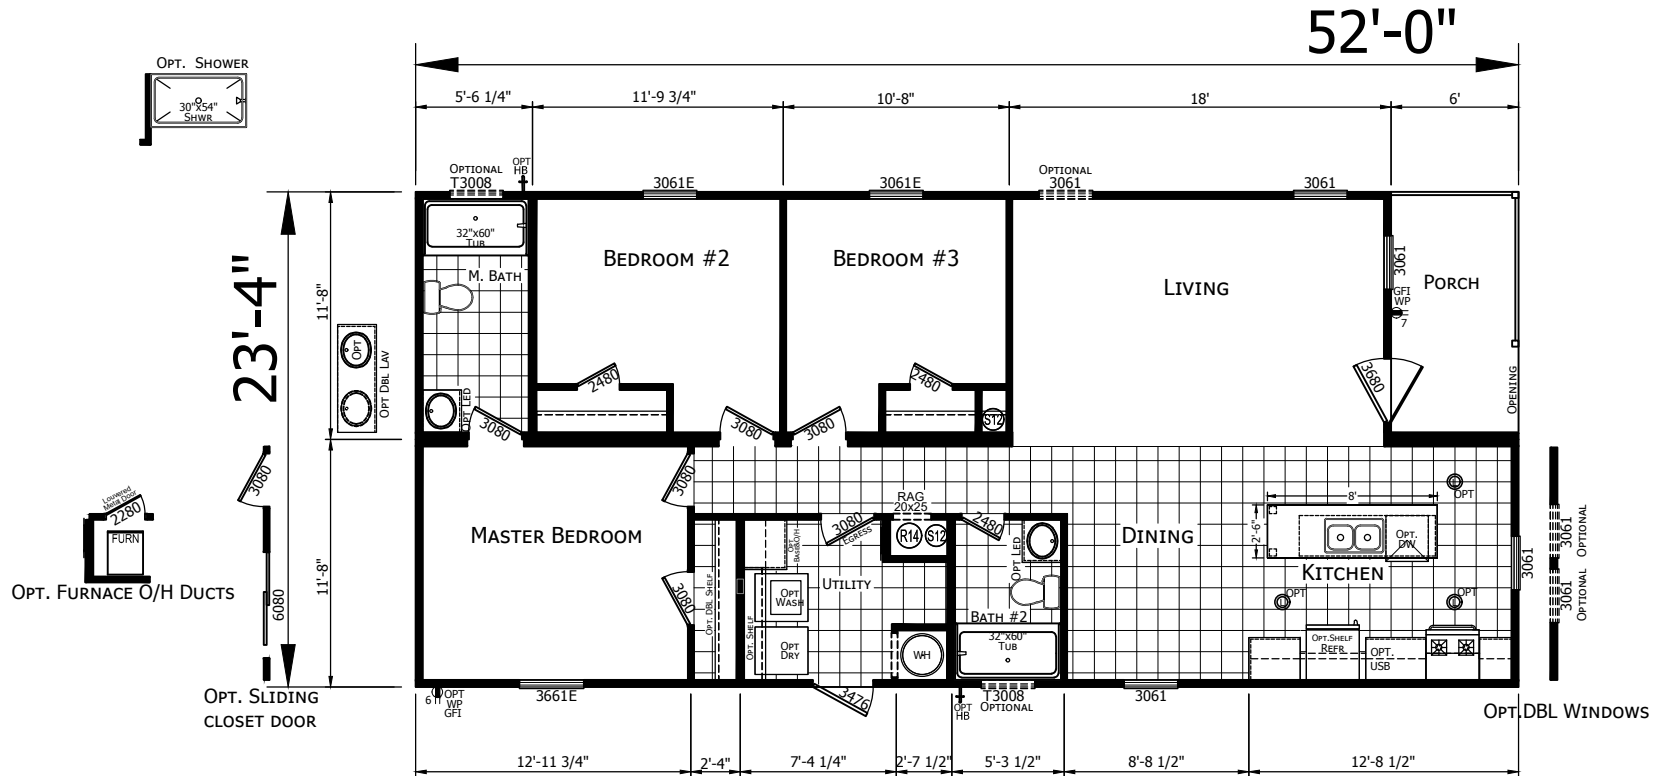 52'-0"
OPT. SHOWER
30"x54"
SHWR
5'-6 1/4"
11'-9 3/4"
10'-8"
18'
6'
OPTIONAL
T3008
OPT
HB
3061E
3061E
OPTIONAL
3061
3061
32"x60"
TUB
M. BATH
BEDROOM #2
BEDROOM #3
LIVING
3061
PORCH
GFI
WP
7
23'-4"
11'-8"
OPT
OPT DBL LAV
OPT LED
3080
2480
3080
2480
3080
S12
3680
OPENING
3080
6080
11'-8"
OPT. SLIDING
CLOSET DOOR
LOUVERED
METAL DOOR
2280
FURN
OPT. FURNACE O/H DUCTS
MASTER BEDROOM
3080
3080
OPT. DBL SHELF
OPT. SHELF
OPT
BASE&O/H
OPT
WASH
OPT
DRY
UTILITY
3080
EGRESS
RAG
20x25
R14
S12
WH
2480
OPT LED
BATH #2
32"x60"
TUB
DINING
8'
2'-6"
OPT.
DW
KITCHEN
OPT
OPT
OPT
OPT.SHELF
REFR
OPT.
USB
3061
3061 OPTIONAL
3061 OPTIONAL
OPT.DBL WINDOWS
6
OPT
WP
GFI
3661E
3476
OPT
HB
T3008
OPTIONAL
3061
12'-11 3/4"
2'-4"
7'-4 1/4"
2'-7 1/2"
5'-3 1/2"
8'-8 1/2"
12'-8 1/2"